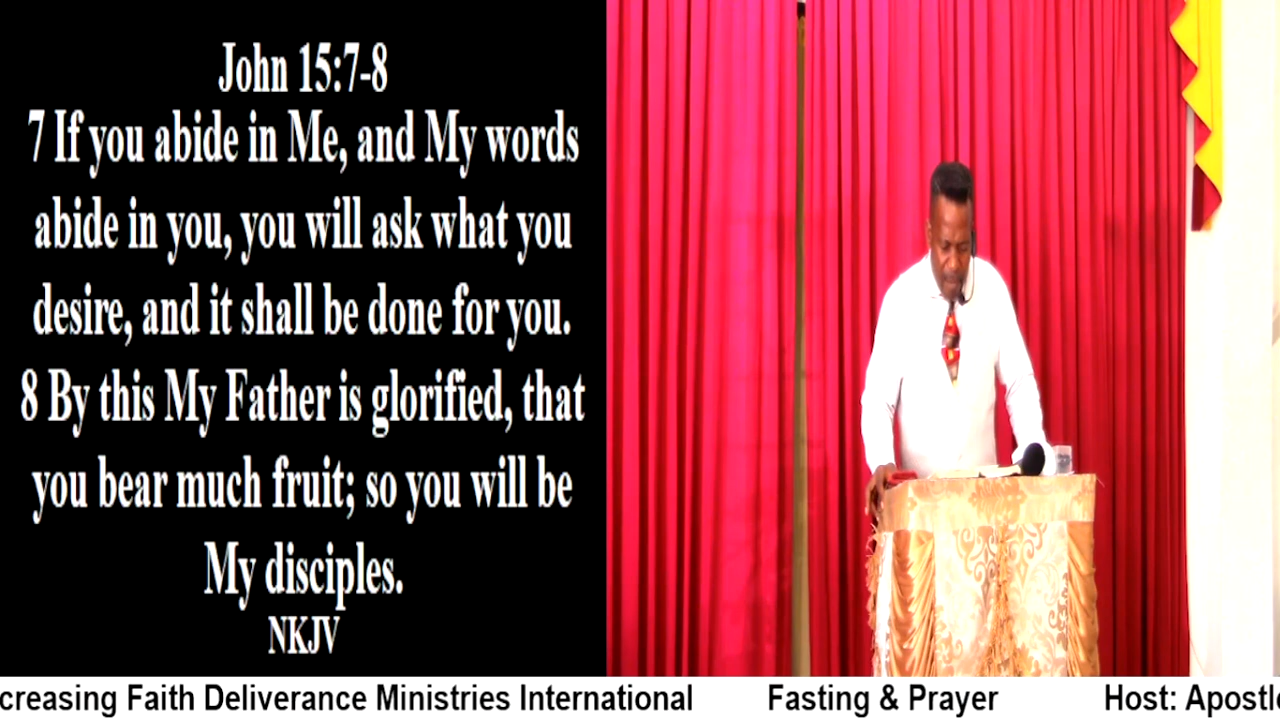 John 15:7-8
7 If you abide in Me, and My words
abide in you, you will ask what you
desire, and it shall be done for you.
8 By this My Father is glorified, that
you bear much fruit; so you will be
My disciples.
NKJV
creasing Faith Deliverance Ministries International Fasting & Prayer Host: Apostle